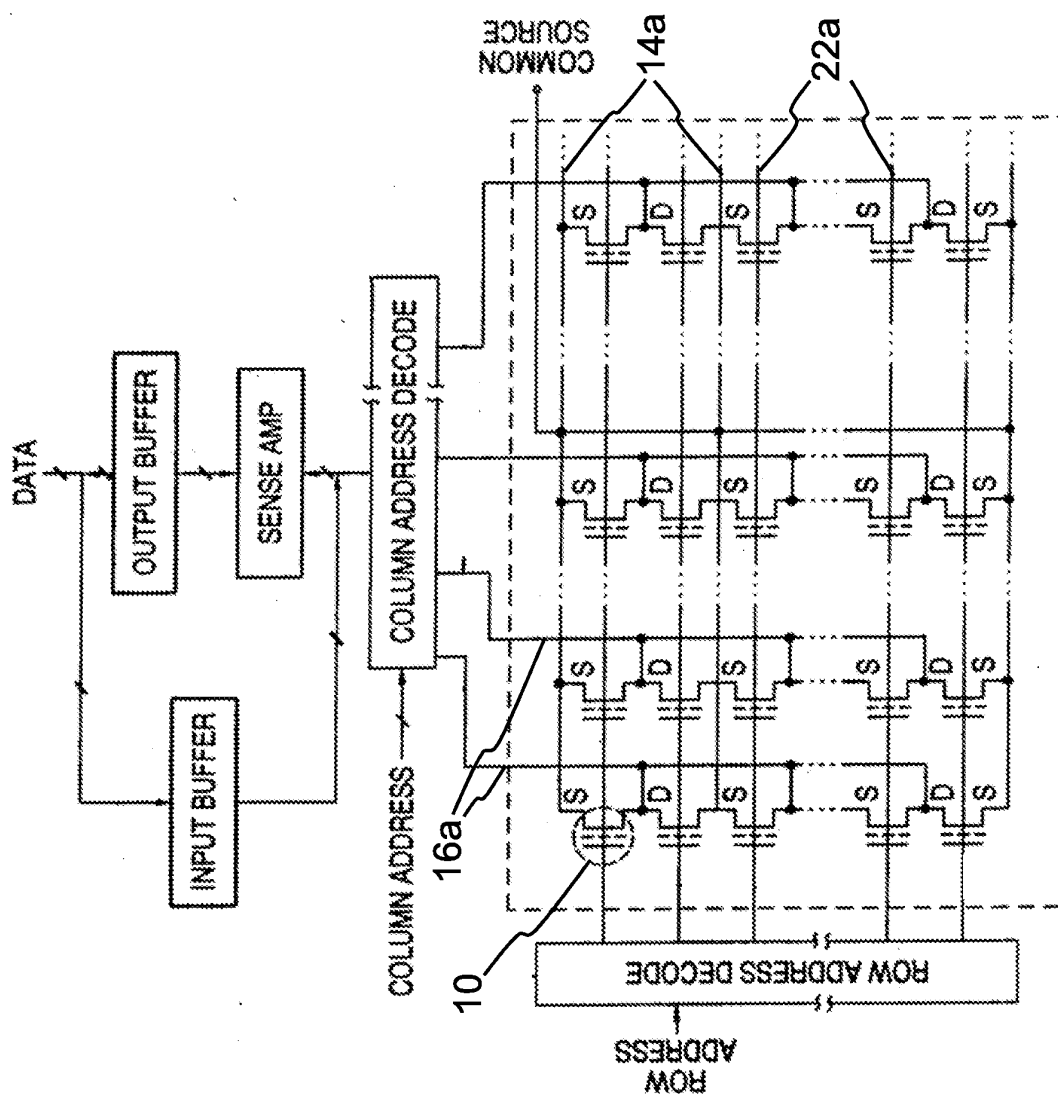 DATA
OUTPUT BUFFER
INPUT BUFFER
SENSE AMP
COLUMN ADDRESS
COLUMN ADDRESS DECODE
COMMON
SOURCE
14a
22a
16a
10
ROW
ADDRESS
ROW ADDRESS DECODE
S
S
S
S
D
D
D
D
S
S
S
S
S
S
S
S
D
D
D
D
S
S
S
S